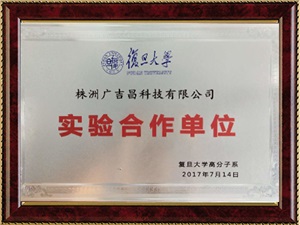 復旦大學
FUDAN UNIVERSITY
株洲广吉昌科技有限公司
实验合作单位
复旦大学高分子系
2017年7月14日